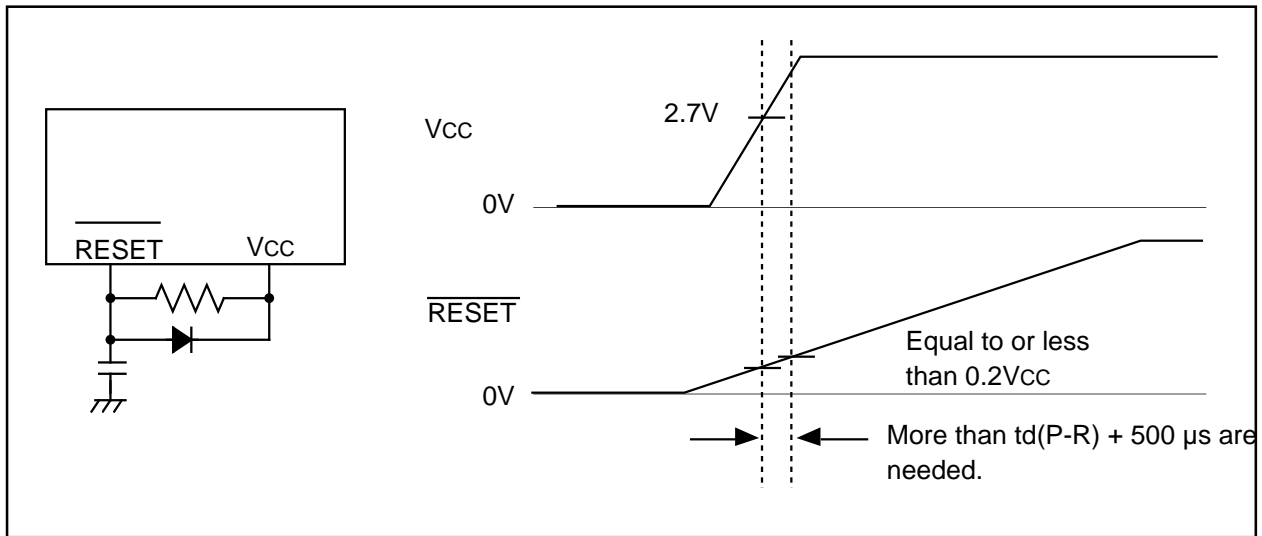 RESET
VCC
VCC
2.7V
0V
RESET
0V
Equal to or less
than 0.2VCC
More than td(P-R) + 500 µs are
needed.